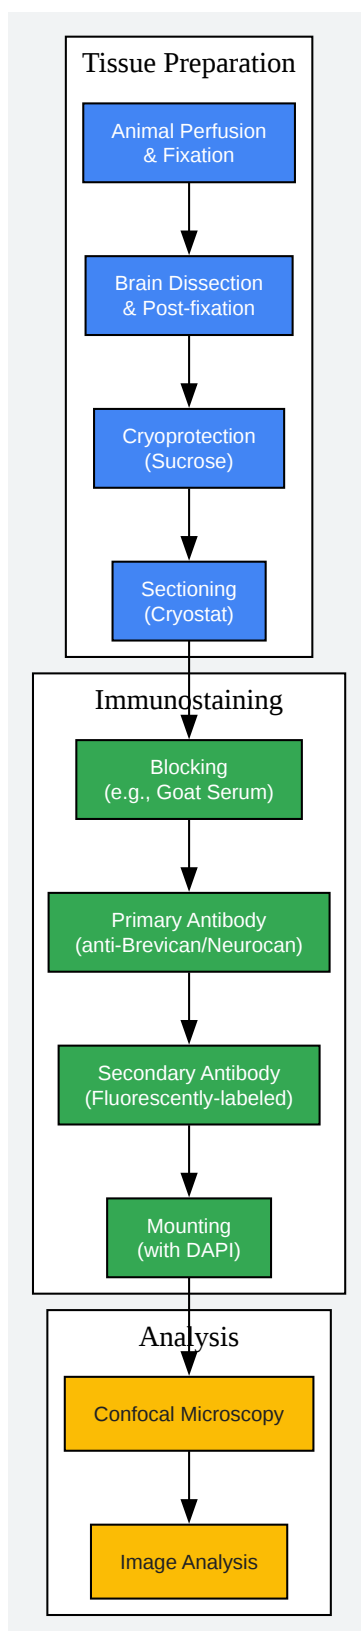 Tissue Preparation
Animal Perfusion
& Fixation
Brain Dissection
& Post-fixation
Cryoprotection
(Sucrose)
Sectioning
(Cryostat)
Immunostaining
Blocking
(e.g., Goat Serum)
Primary Antibody
(anti-Brevican/Neurocan)
Secondary Antibody
(Fluorescently-labeled)
Mounting
(with DAPI)
Analysis
Confocal Microscopy
Image Analysis